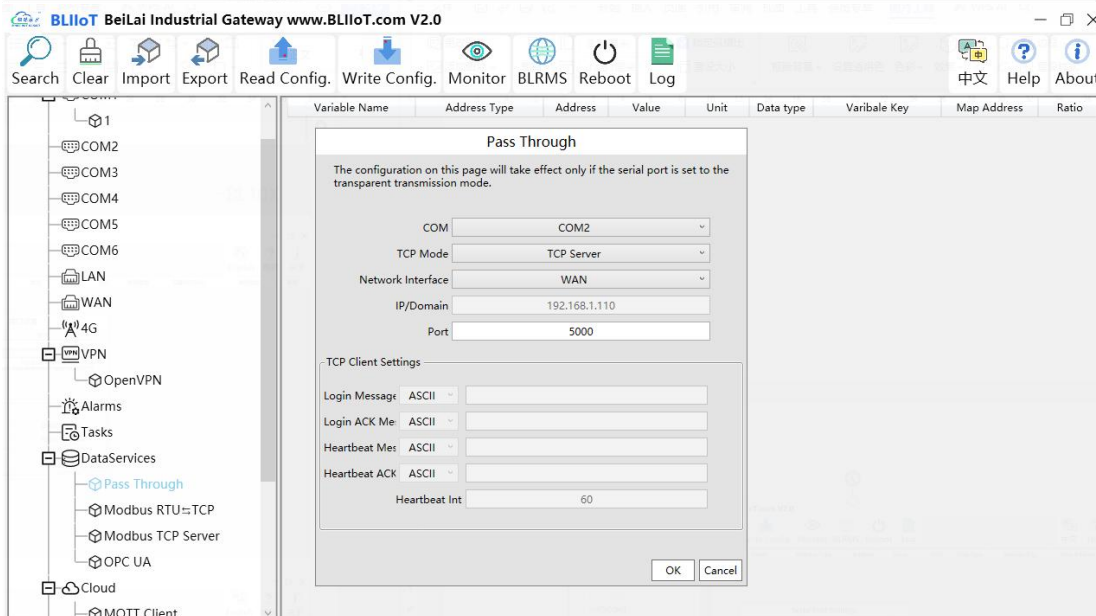 BLIIoT BeiLai Industrial Gateway www.BLIIoT.com V2.0
Search Clear Import Export Read Config. Write Config. Monitor BLRMS Reboot Log 中文 Help About
Variable Name Address Type Address Value Unit Data type Varibale Key Map Address Ratio
1
COM2
COM3
COM4
COM5
COM6
LAN
WAN
4G
VPN VPN
OpenVPN
Alarms
Tasks
DataServices
Pass Through
Modbus RTU⇆TCP
Modbus TCP Server
OPC UA
Cloud
MQTT Client
Pass Through
The configuration on this page will take effect only if the serial port is set to the
transparent transmission mode.
COM COM2
TCP Mode TCP Server
Network Interface WAN
IP/Domain 192.168.1.110
Port 5000
TCP Client Settings
Login Message ASCII
Login ACK Me: ASCII
Heartbeat Mes ASCII
Heartbeat ACK ASCII
Heartbeat Int 60
OK Cancel